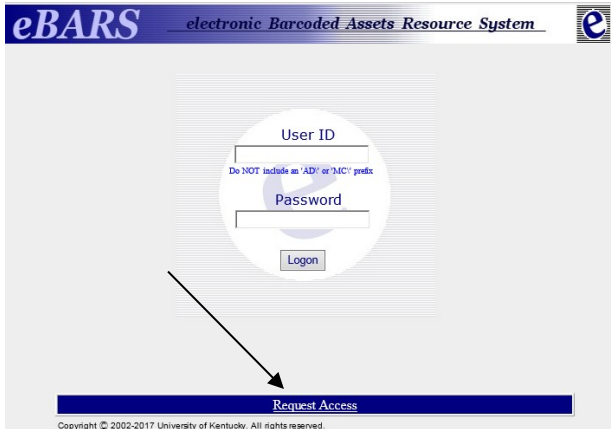 eBARS electronic Barcoded Assets Resource System e
User ID
Do NOT include an 'AD\' or 'MC\' prefix
e
Password
Logon
Request Access
Copyright © 2002-2017 University of Kentucky. All rights reserved.